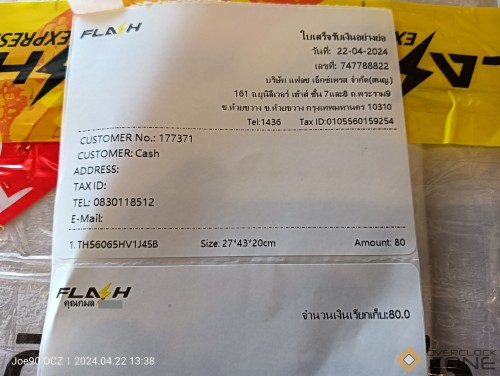 FLASH
ใบเสร็จรับเงินอย่างย่อ
วันที่: 22-04-2024
เลขที่: 747788822
บริษัท แฟลช เอ็กซ์เพรส จำกัด(สนญ.)
161 อ.ยูนิลีเวอร์ เฮ้าส์ ชั้น 7และ8 ถ.พระราม9
ข.ห้วยขวาง ข.ห้วยขวาง กรุงเทพมหานคร 10310
Tel:1436 Tax ID:0105560159254
CUSTOMER No.: 177371
CUSTOMER: Cash
ADDRESS:
TAX ID:
TEL: 0830118512
E-Mail:
1. TH56065HV1J45B Size: 27*43*20cm Amount: 80
FLASH
คุณกมล
จำนวนเงินเรียกเก็บ:80.0
Joe90 OCZ | 2024.04.22 13:38
OVERCLOCK
ZONE